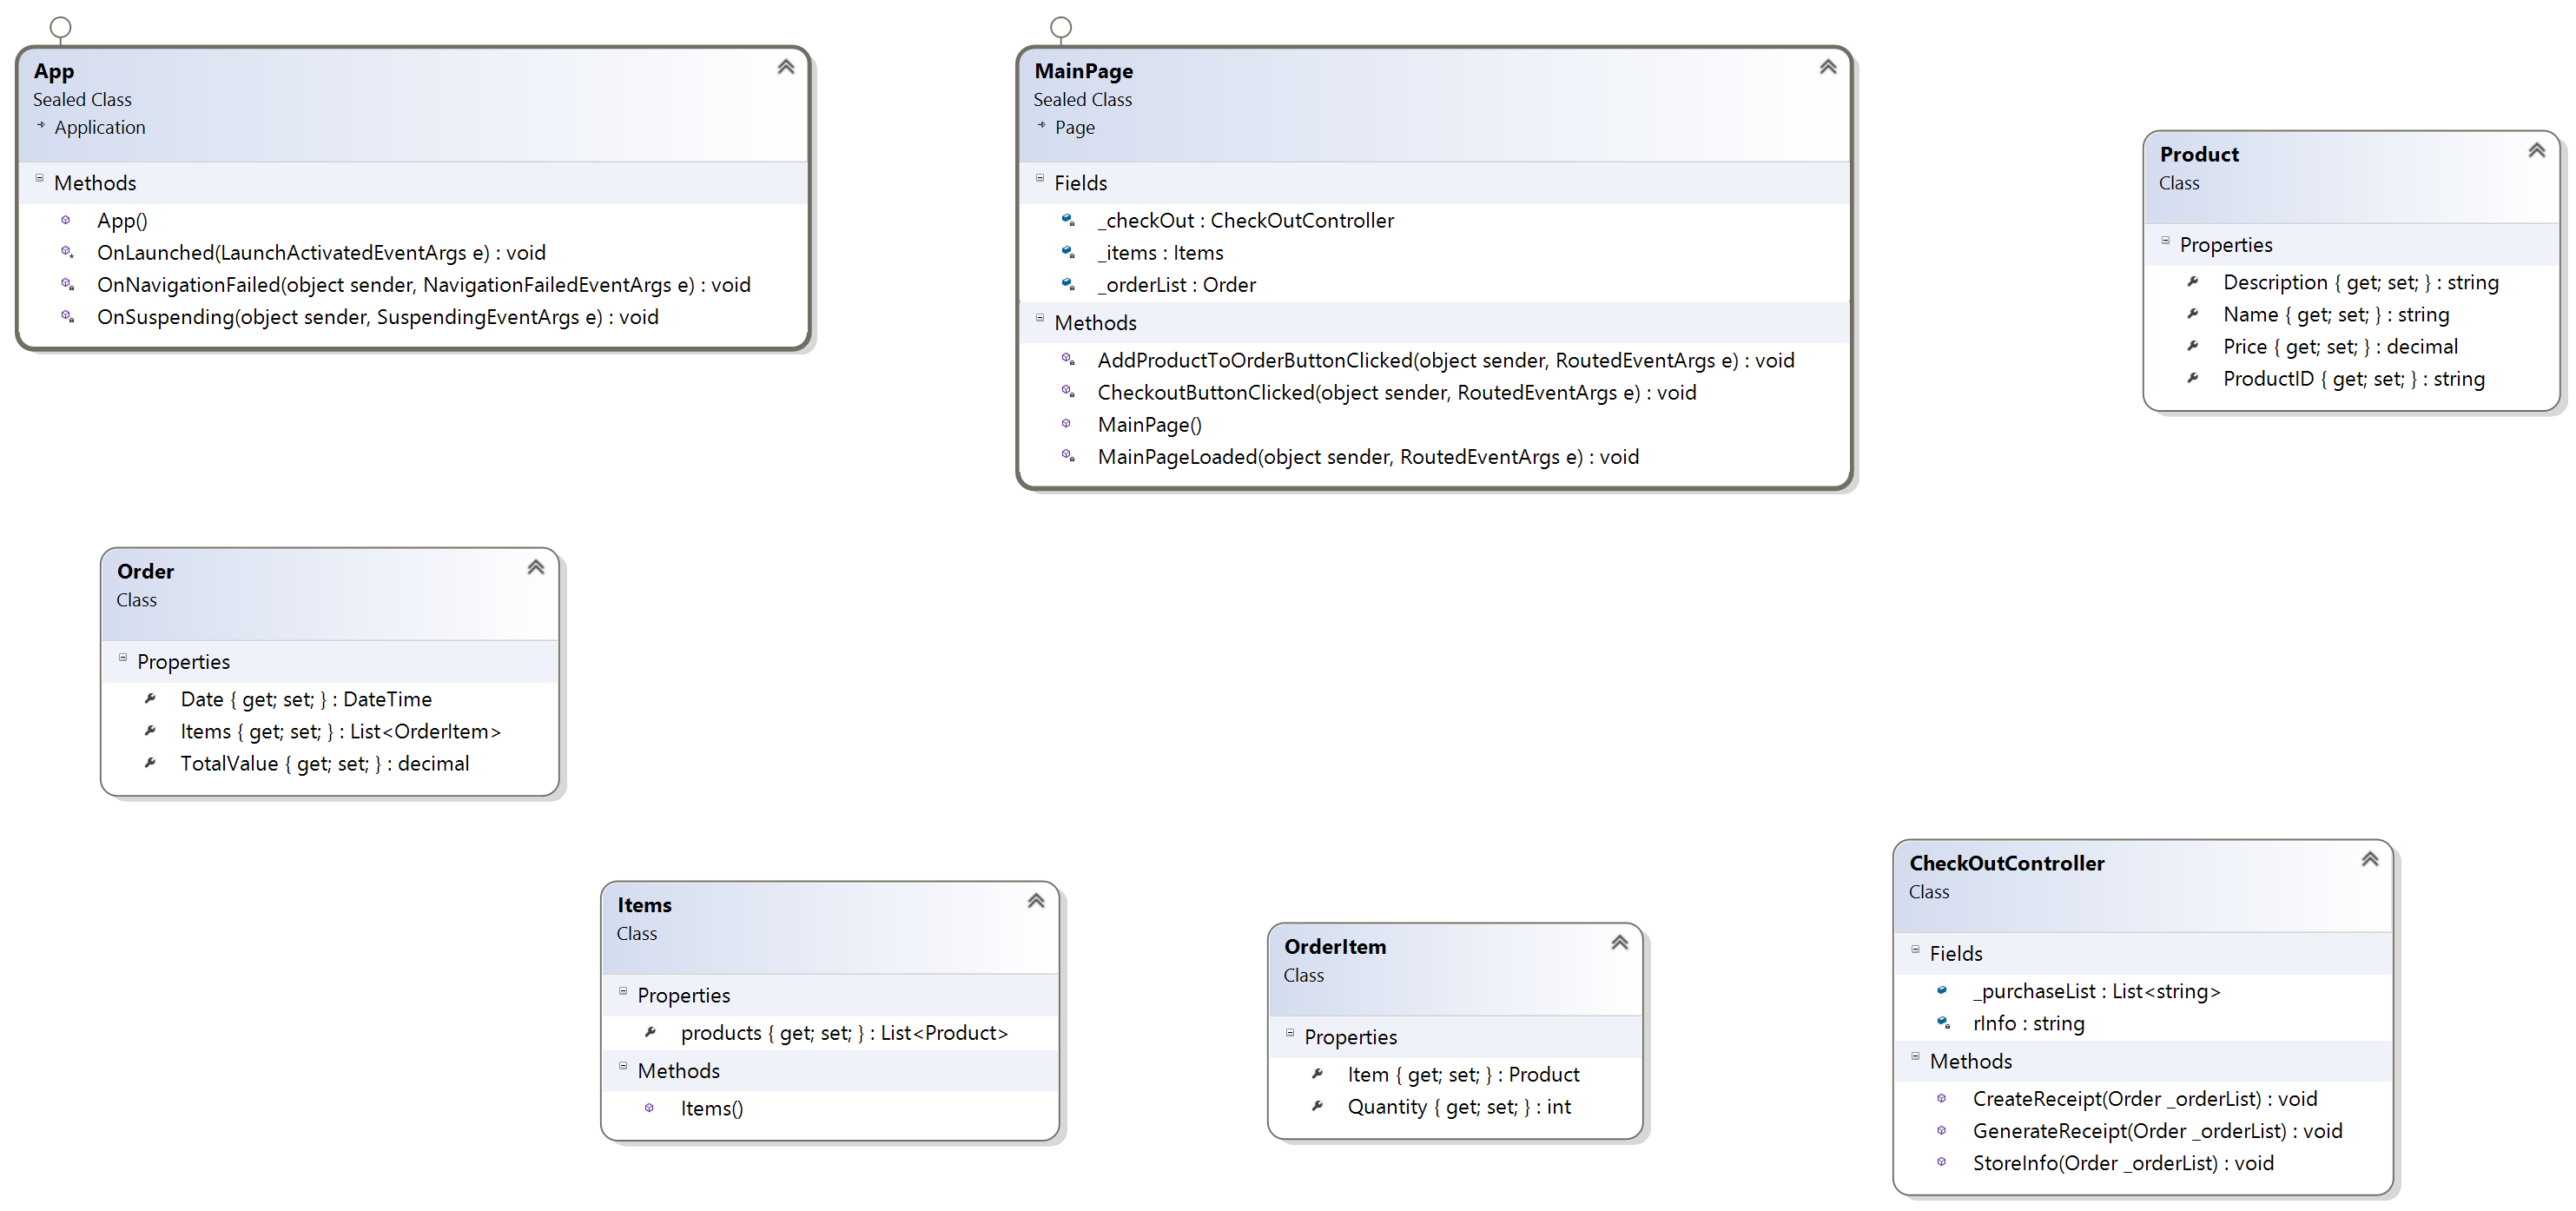 App
Sealed Class
Application
Methods
App()
OnLaunched(LaunchActivatedEventArgs e) : void
OnNavigationFailed(object sender, NavigationFailedEventArgs e) : void
OnSuspending(object sender, SuspendingEventArgs e) : void
MainPage
Sealed Class
Page
Fields
_checkOut : CheckOutController
_items : Items
_orderList : Order
Methods
AddProductToOrderButtonClicked(object sender, RoutedEventArgs e) : void
CheckoutButtonClicked(object sender, RoutedEventArgs e) : void
MainPage()
MainPageLoaded(object sender, RoutedEventArgs e) : void
Product
Class
Properties
Description { get; set; } : string
Name { get; set; } : string
Price { get; set; } : decimal
ProductID { get; set; } : string
Order
Class
Properties
Date { get; set; } : DateTime
Items { get; set; } : List<OrderItem>
TotalValue { get; set; } : decimal
Items
Class
Properties
products { get; set; } : List<Product>
Methods
Items()
OrderItem
Class
Properties
Item { get; set; } : Product
Quantity { get; set; } : int
CheckOutController
Class
Fields
_purchaseList : List<string>
rInfo : string
Methods
CreateReceipt(Order _orderList) : void
GenerateReceipt(Order _orderList) : void
StoreInfo(Order _orderList) : void